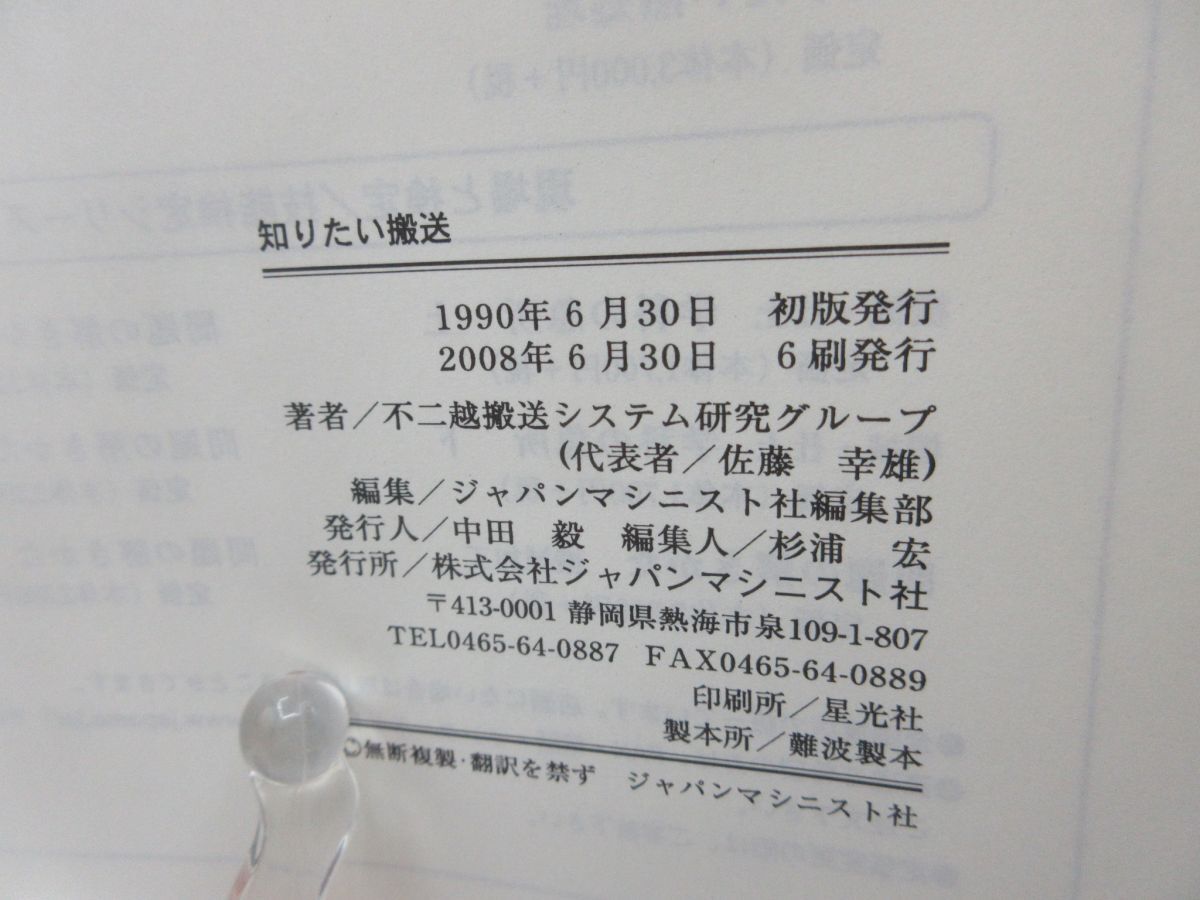 知りたい搬送
1990年6月30日　初版発行
2008年6月30日　6刷発行
著者／不二越搬送システム研究グループ
(代表者／佐藤　幸雄)
編集／ジャパンマシニスト社編集部
発行人／中田　毅　編集人／杉浦　宏
発行所／株式会社ジャパンマシニスト社
〒413-0001 静岡県熱海市泉109-1-807
TEL0465-64-0887　FAX0465-64-0889
印刷所／星光社
製本所／難波製本
©無断複製・翻訳を禁ず　ジャパンマシニスト社